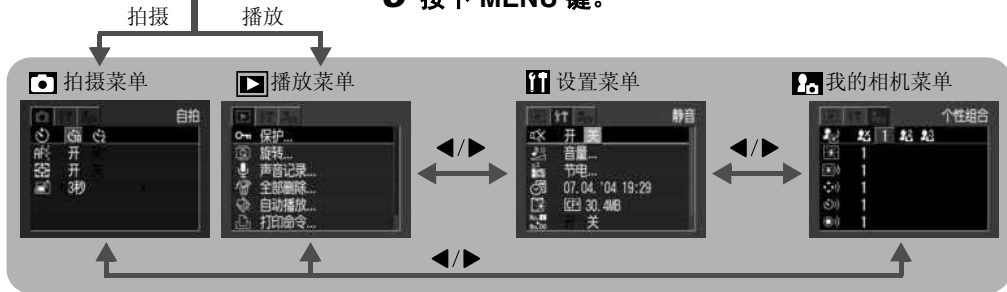 按下 MENU 键。
拍摄 播放
拍摄菜单
自拍
开 关
开 关
3秒
播放菜单
保护...
旋转...
声音记录...
全部删除...
自动播放...
打印命令...
◀/▶
设置菜单
静音
开 关
音量...
节电...
07.04.'04 19:29
CF 30.4MB
开 关
◀/▶
我的相机菜单
个性组合
1
1
1
1
1
1
◀/▶